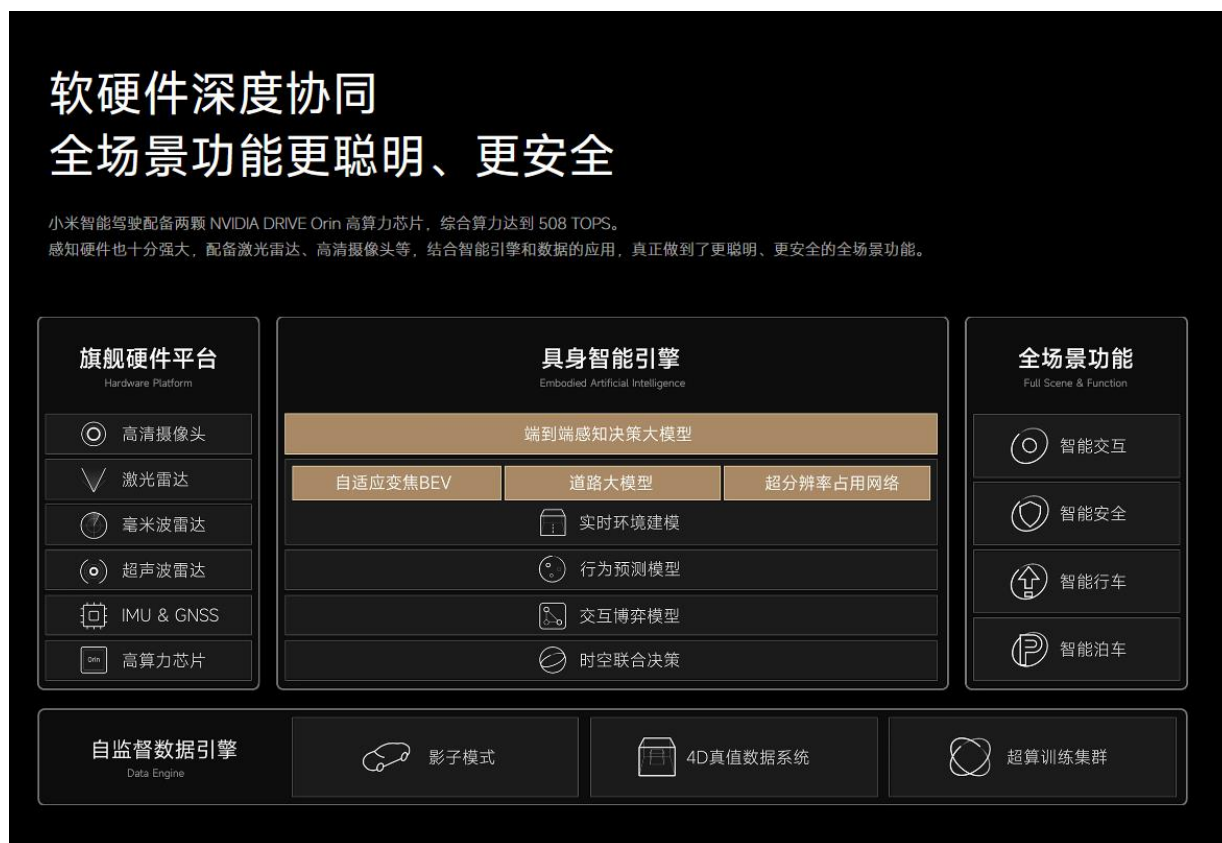 软硬件深度协同
全场景功能更聪明、更安全
小米智能驾驶配备两颗 NVIDIA DRIVE Orin 高算力芯片，综合算力达到 508 TOPS。
感知硬件也十分强大，配备激光雷达、高清摄像头等，结合智能引擎和数据的应用，真正做到了更聪明、更安全的全场景功能。
旗舰硬件平台
Hardware Platform
高清摄像头
激光雷达
毫米波雷达
超声波雷达
IMU & GNSS
Orin
高算力芯片
具身智能引擎
Embodied Artificial Intelligence
端到端感知决策大模型
自适应变焦BEV
道路大模型
超分辨率占用网络
实时环境建模
行为预测模型
交互博弈模型
时空联合决策
全场景功能
Full Scene & Function
智能交互
智能安全
智能行车
智能泊车
自监督数据引擎
Data Engine
影子模式
4D真值数据系统
超算训练集群